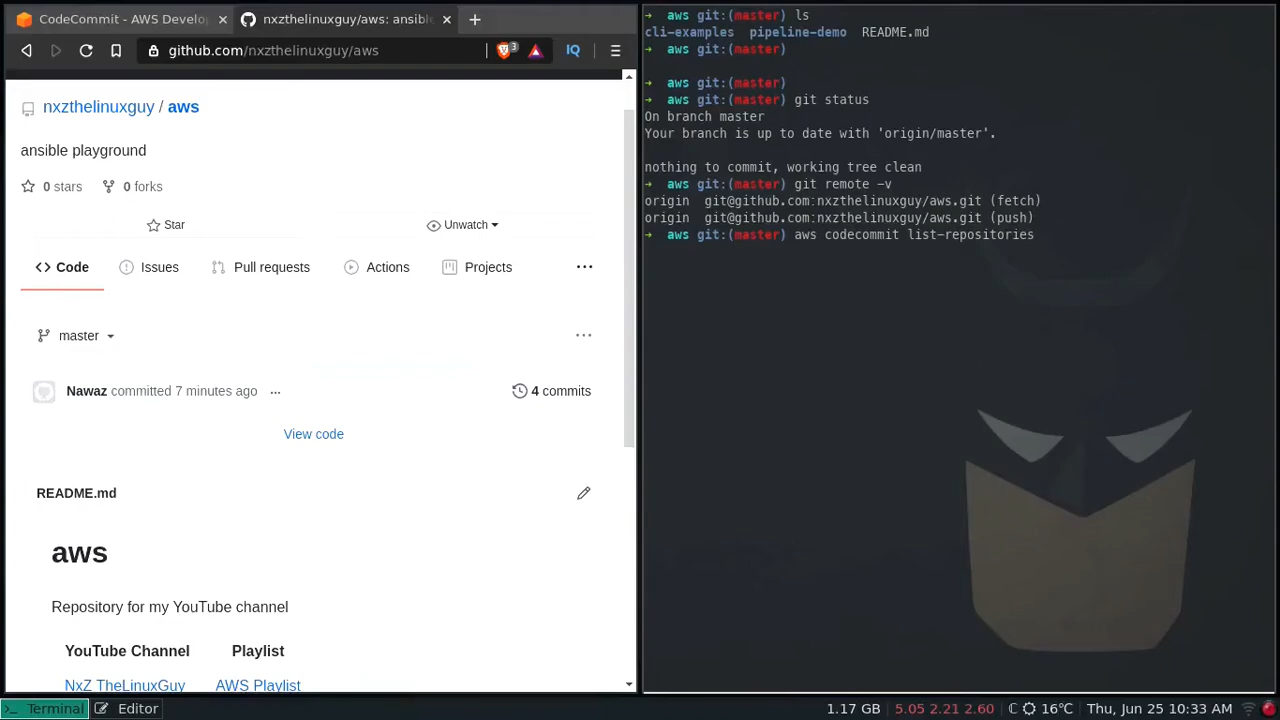 CodeCommit - AWS Develop
nxzthelinuxguy/aws: ansible
github.com/nxzthelinuxguy/aws
3
IQ
nxzthelinuxguy / aws
ansible playground
0 stars 0 forks
Star Unwatch
Code Issues Pull requests Actions Projects ...
master ...
Nawaz committed 7 minutes ago ... 4 commits
View code
README.md
aws
Repository for my YouTube channel
YouTube Channel Playlist
NxZ TheLinuxGuy AWS Playlist
→ aws git:(master) ls
cli-examples pipeline-demo README.md
→ aws git:(master)
→ aws git:(master)
→ aws git:(master) git status
On branch master
Your branch is up to date with 'origin/master'.
nothing to commit, working tree clean
→ aws git:(master) git remote -v
origin git@github.com:nxzthelinuxguy/aws.git (fetch)
origin git@github.com:nxzthelinuxguy/aws.git (push)
→ aws git:(master) aws codecommit list-repositories
>_ Terminal Editor 1.17 GB 5.05 2.21 2.60 16℃ Thu, Jun 25 10:33 AM